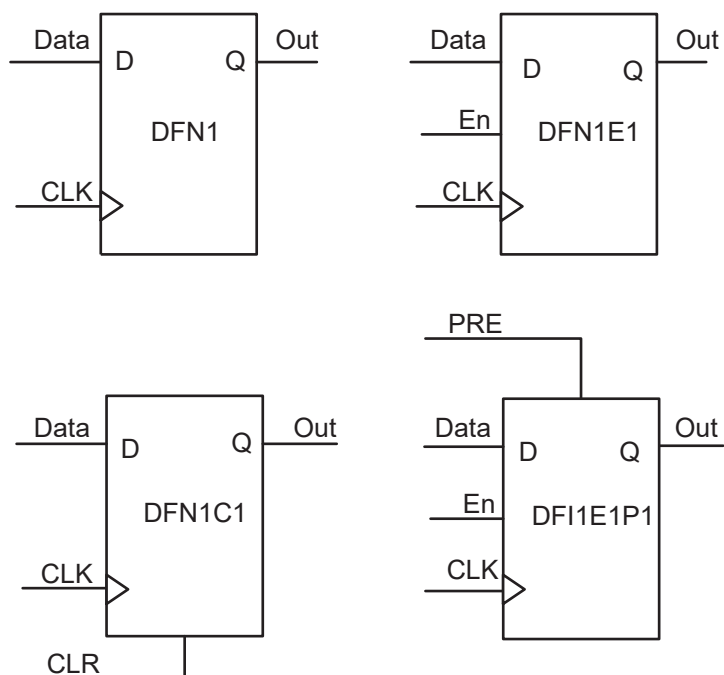 Data
Out
D
Q
DFN1
CLK
Data
Out
D
Q
En
DFN1E1
CLK
Data
Out
D
Q
DFN1C1
CLK
CLR
PRE
Data
Out
D
Q
En
DFI1E1P1
CLK